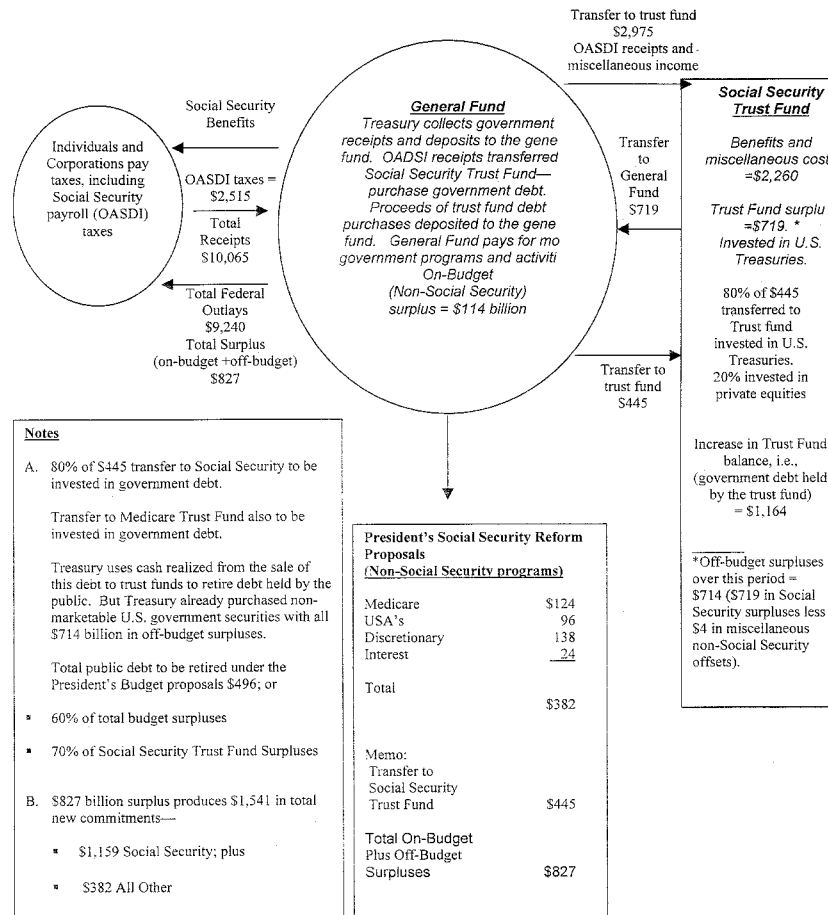 Transfer to trust fund
$2,975
OASDI receipts and
miscellaneous income
Individuals and
Corporations pay
taxes, including
Social Security
payroll (OASDI)
taxes
Social Security
Benefits
OASDI taxes =
$2,515
Total
Receipts
$10,065
Total Federal
Outlays
$9,240
Total Surplus
(on-budget +off-budget)
$827
General Fund
Treasury collects government
receipts and deposits to the gene
fund. OADSI receipts transferred
Social Security Trust Fund—
purchase government debt.
Proceeds of trust fund debt
purchases deposited to the gene
fund. General Fund pays for mo
government programs and activiti
On-Budget
(Non-Social Security)
surplus = $114 billion
Transfer
to
General
Fund
$719
Transfer to
trust fund
$445
Social Security
Trust Fund
Benefits and
miscellaneous cost
=$2,260
Trust Fund surplu
=$719. *
Invested in U.S.
Treasuries.
80% of $445
transferred to
Trust fund
invested in U.S.
Treasuries.
20% invested in
private equities
Increase in Trust Fund
balance, i.e.,
(government debt held
by the trust fund)
= $1,164
*Off-budget surpluses
over this period =
$714 ($719 in Social
Security surpluses less
$4 in miscellaneous
non-Social Security
offsets).
Notes
A. 80% of $445 transfer to Social Security to be
invested in government debt.
Transfer to Medicare Trust Fund also to be
invested in government debt.
Treasury uses cash realized from the sale of
this debt to trust funds to retire debt held by the
public. But Treasury already purchased non-
marketable U.S. government securities with all
$714 billion in off-budget surpluses.
Total public debt to be retired under the
President's Budget proposals $496; or
▪ 60% of total budget surpluses
▪ 70% of Social Security Trust Fund Surpluses
B. $827 billion surplus produces $1,541 in total
new commitments—
▪ $1,159 Social Security; plus
▪ $382 All Other
President's Social Security Reform
Proposals
(Non-Social Security programs)
Medicare $124
USA's 96
Discretionary 138
Interest 24
Total
$382
Memo:
Transfer to
Social Security
Trust Fund $445
Total On-Budget
Plus Off-Budget
Surpluses $827